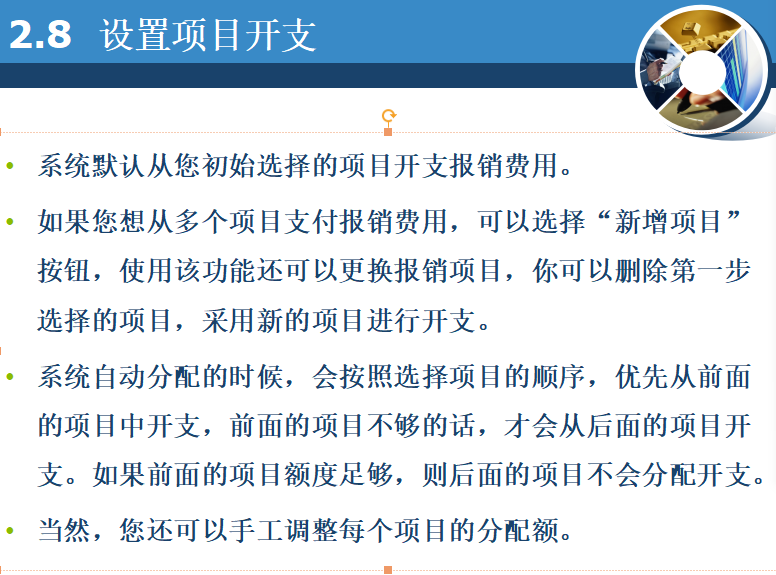 2.8 设置项目开支
系统默认从您初始选择的项目开支报销费用。
如果您想从多个项目支付报销费用，可以选择“新增项目”
按钮，使用该功能还可以更换报销项目，你可以删除第一步
选择的项目，采用新的项目进行开支。
系统自动分配的时候，会按照选择项目的顺序，优先从前面
的项目中开支，前面的项目不够的话，才会从后面的项目开
支。如果前面的项目额度足够，则后面的项目不会分配开支。
当然，您还可以手工调整每个项目的分配额。